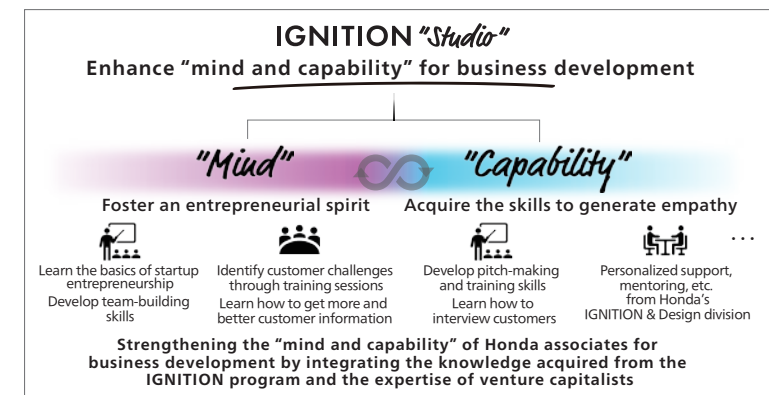 IGNITION "Studio"
Enhance “mind and capability” for business development
"Mind"
"Capability"
Foster an entrepreneurial spirit
Acquire the skills to generate empathy
Learn the basics of startup
entrepreneurship
Develop team-building
skills
Identify customer challenges
through training sessions
Learn how to get more and
better customer information
Develop pitch-making
and training skills
Learn how to
interview customers
Personalized support,
mentoring, etc.
from Honda’s
IGNITION & Design division
...
Strengthening the “mind and capability” of Honda associates for
business development by integrating the knowledge acquired from the
IGNITION program and the expertise of venture capitalists